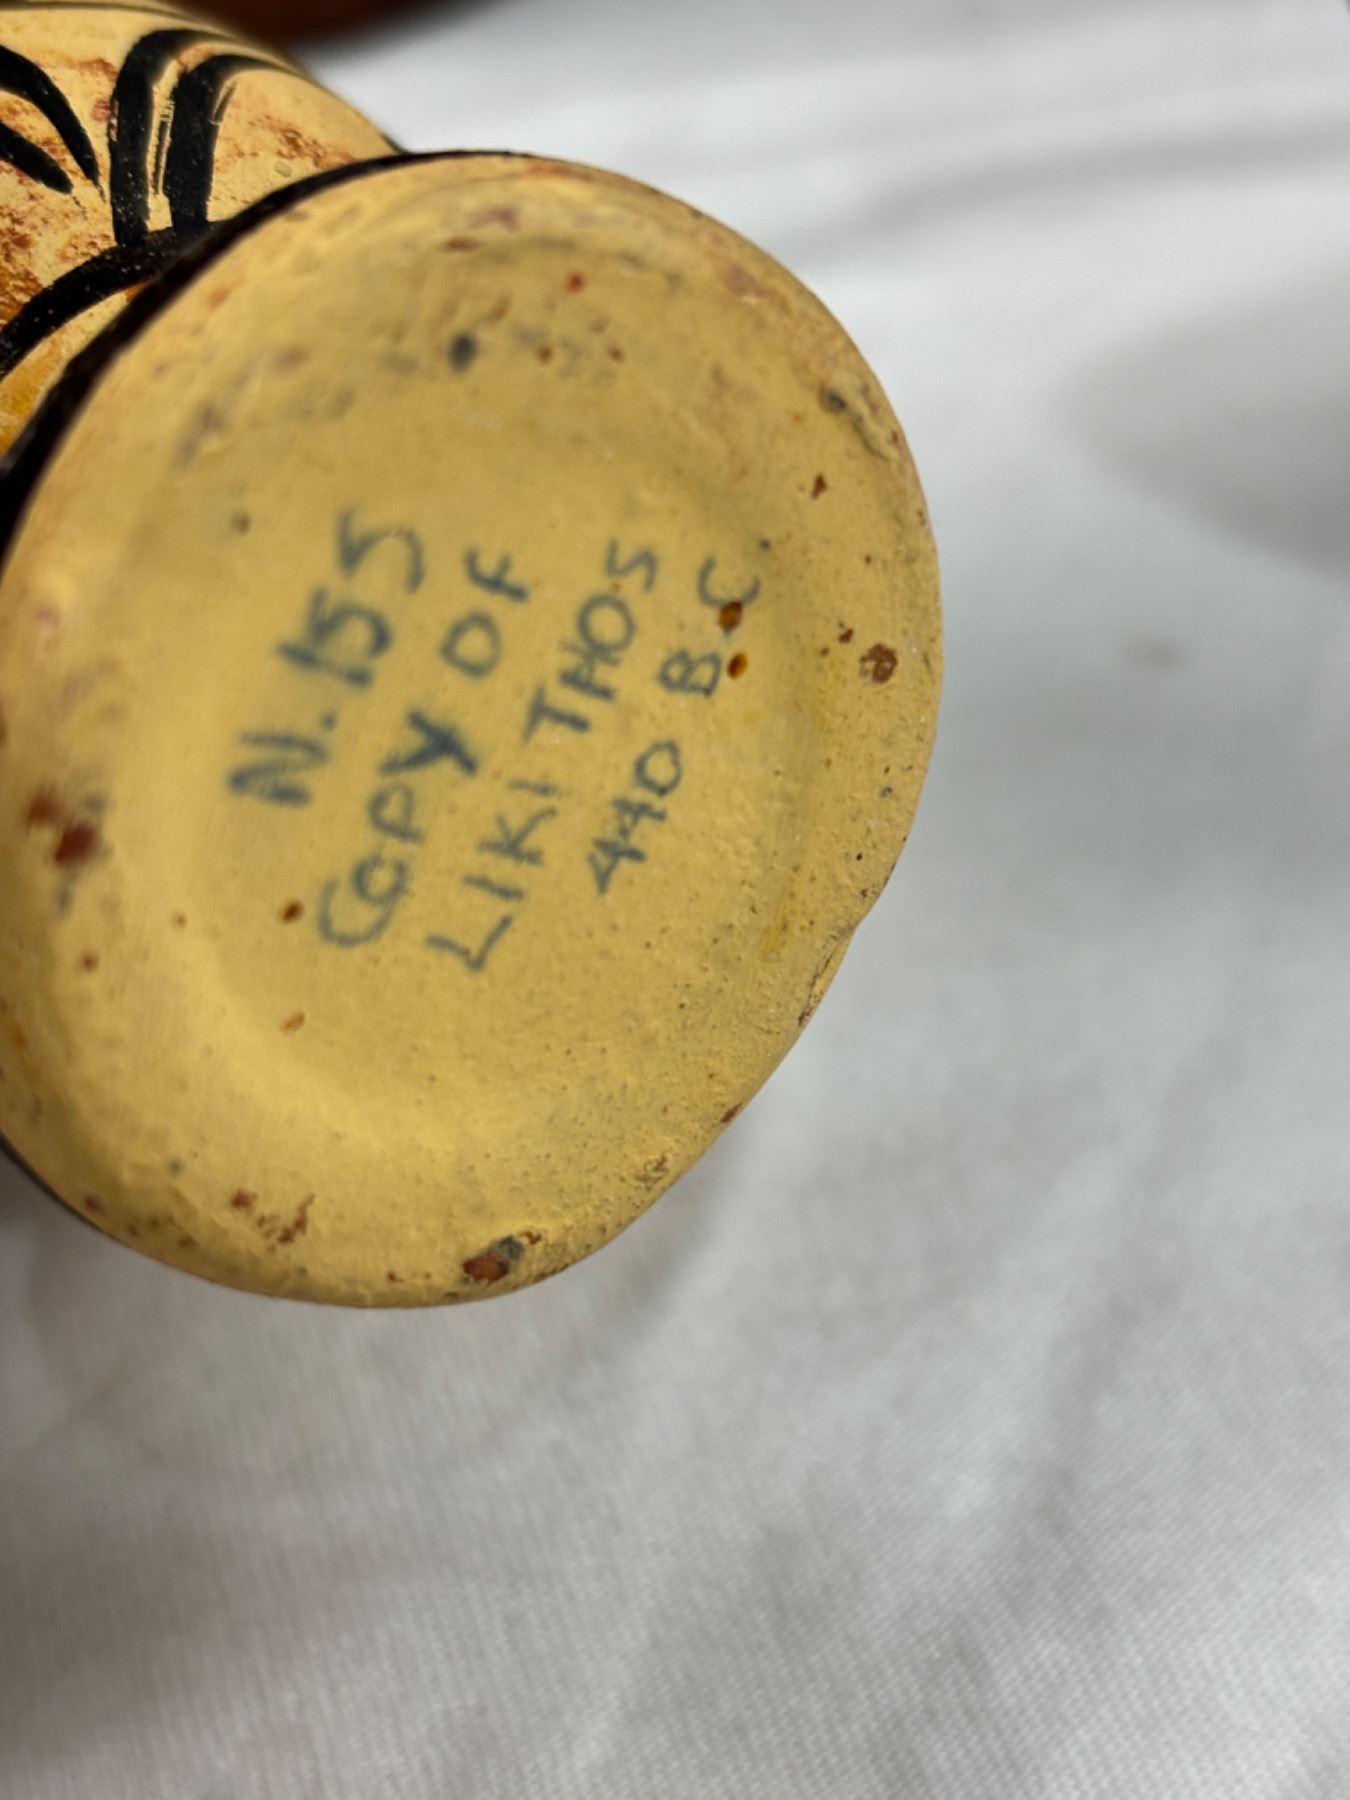 N.155
COPY OF
LIKITHOS
440 B.C.